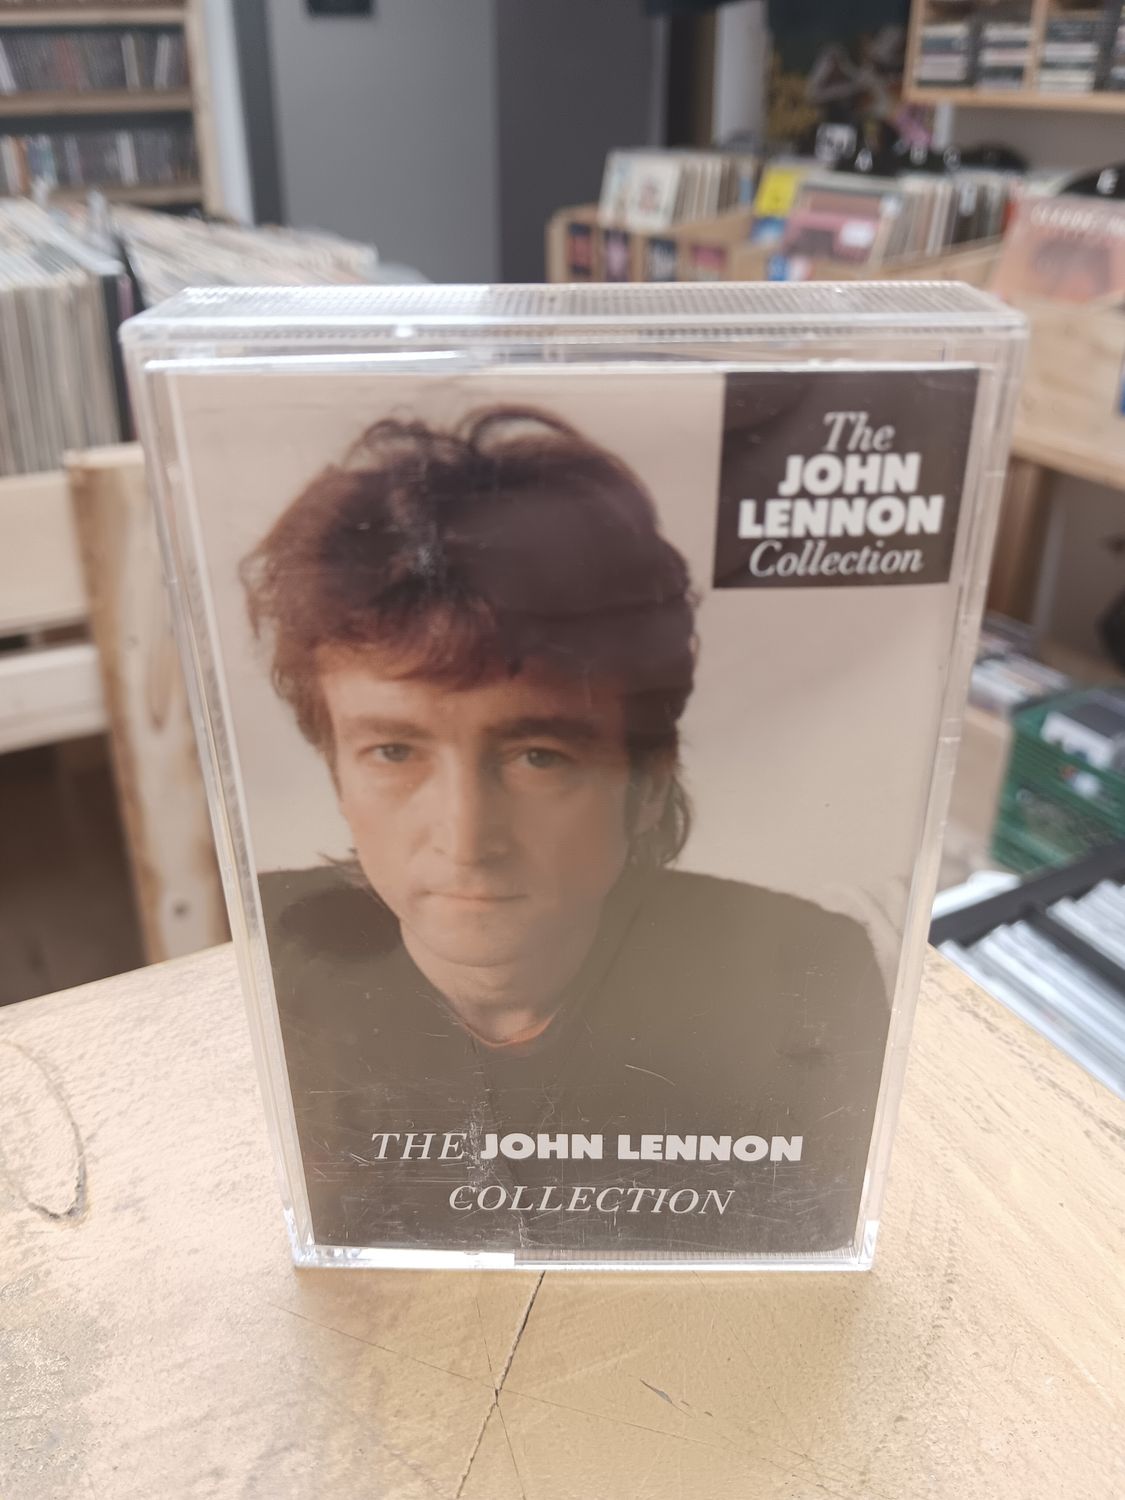 The
JOHN
LENNON
Collection
THE JOHN LENNON
COLLECTION